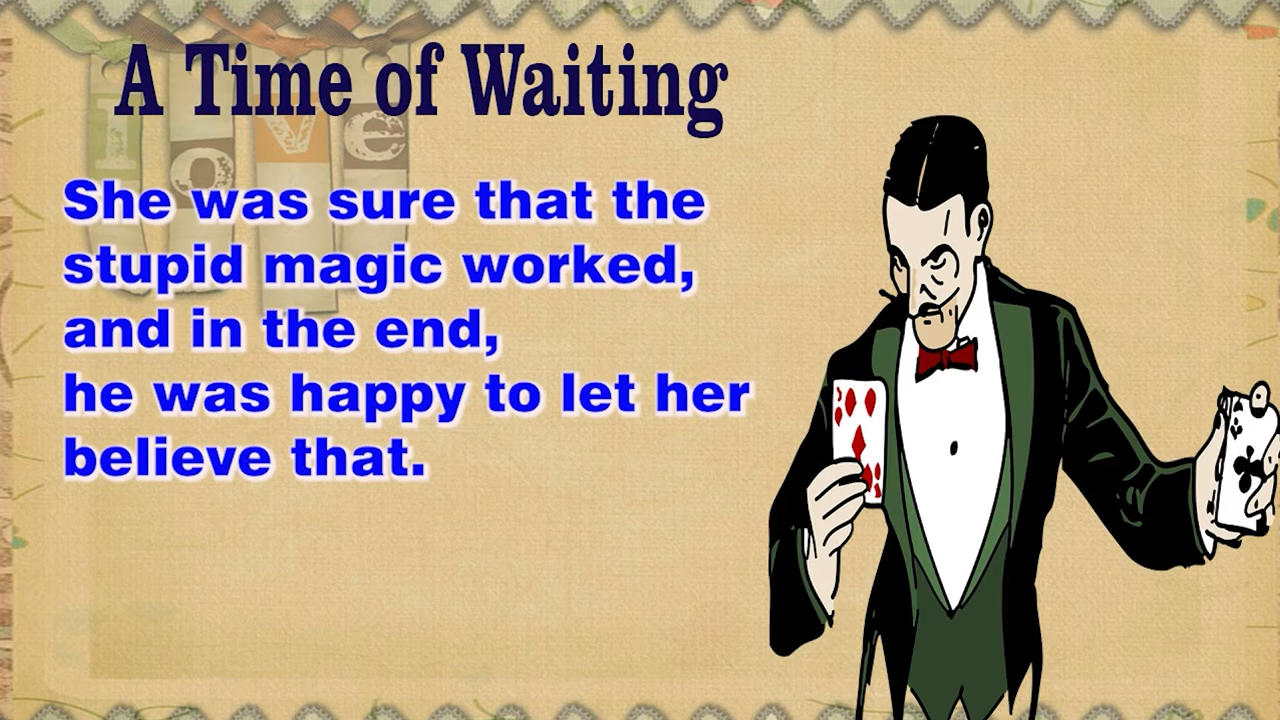 A Time of Waiting
love
She was sure that the
stupid magic worked,
and in the end,
he was happy to let her
believe that.